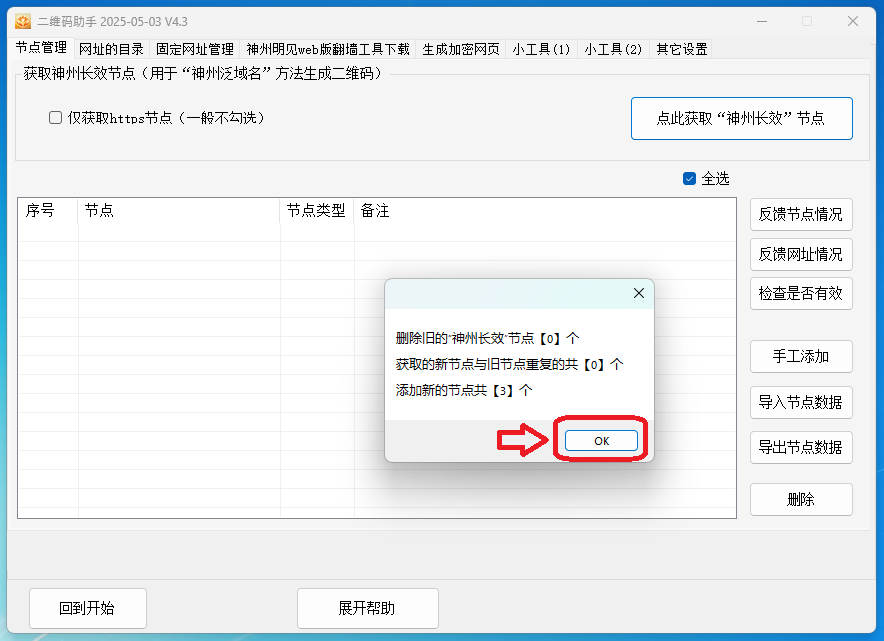 二维码助手 2025-05-03 V4.3
节点管理 网址的目录 固定网址管理 神州明见web版翻墙工具下载 生成加密网页 小工具(1) 小工具(2) 其它设置
获取神州长效节点（用于“神州泛域名”方法生成二维码）
仅获取https节点（一般不勾选）
点此获取“神州长效”节点
全选
序号 节点 节点类型 备注
反馈节点情况
反馈网址情况
检查是否有效
手工添加
导入节点数据
导出节点数据
删除
删除旧的"神州长效"节点【0】个
获取的新节点与旧节点重复的共【0】个
添加新的节点共【3】个
OK
回到开始
展开帮助